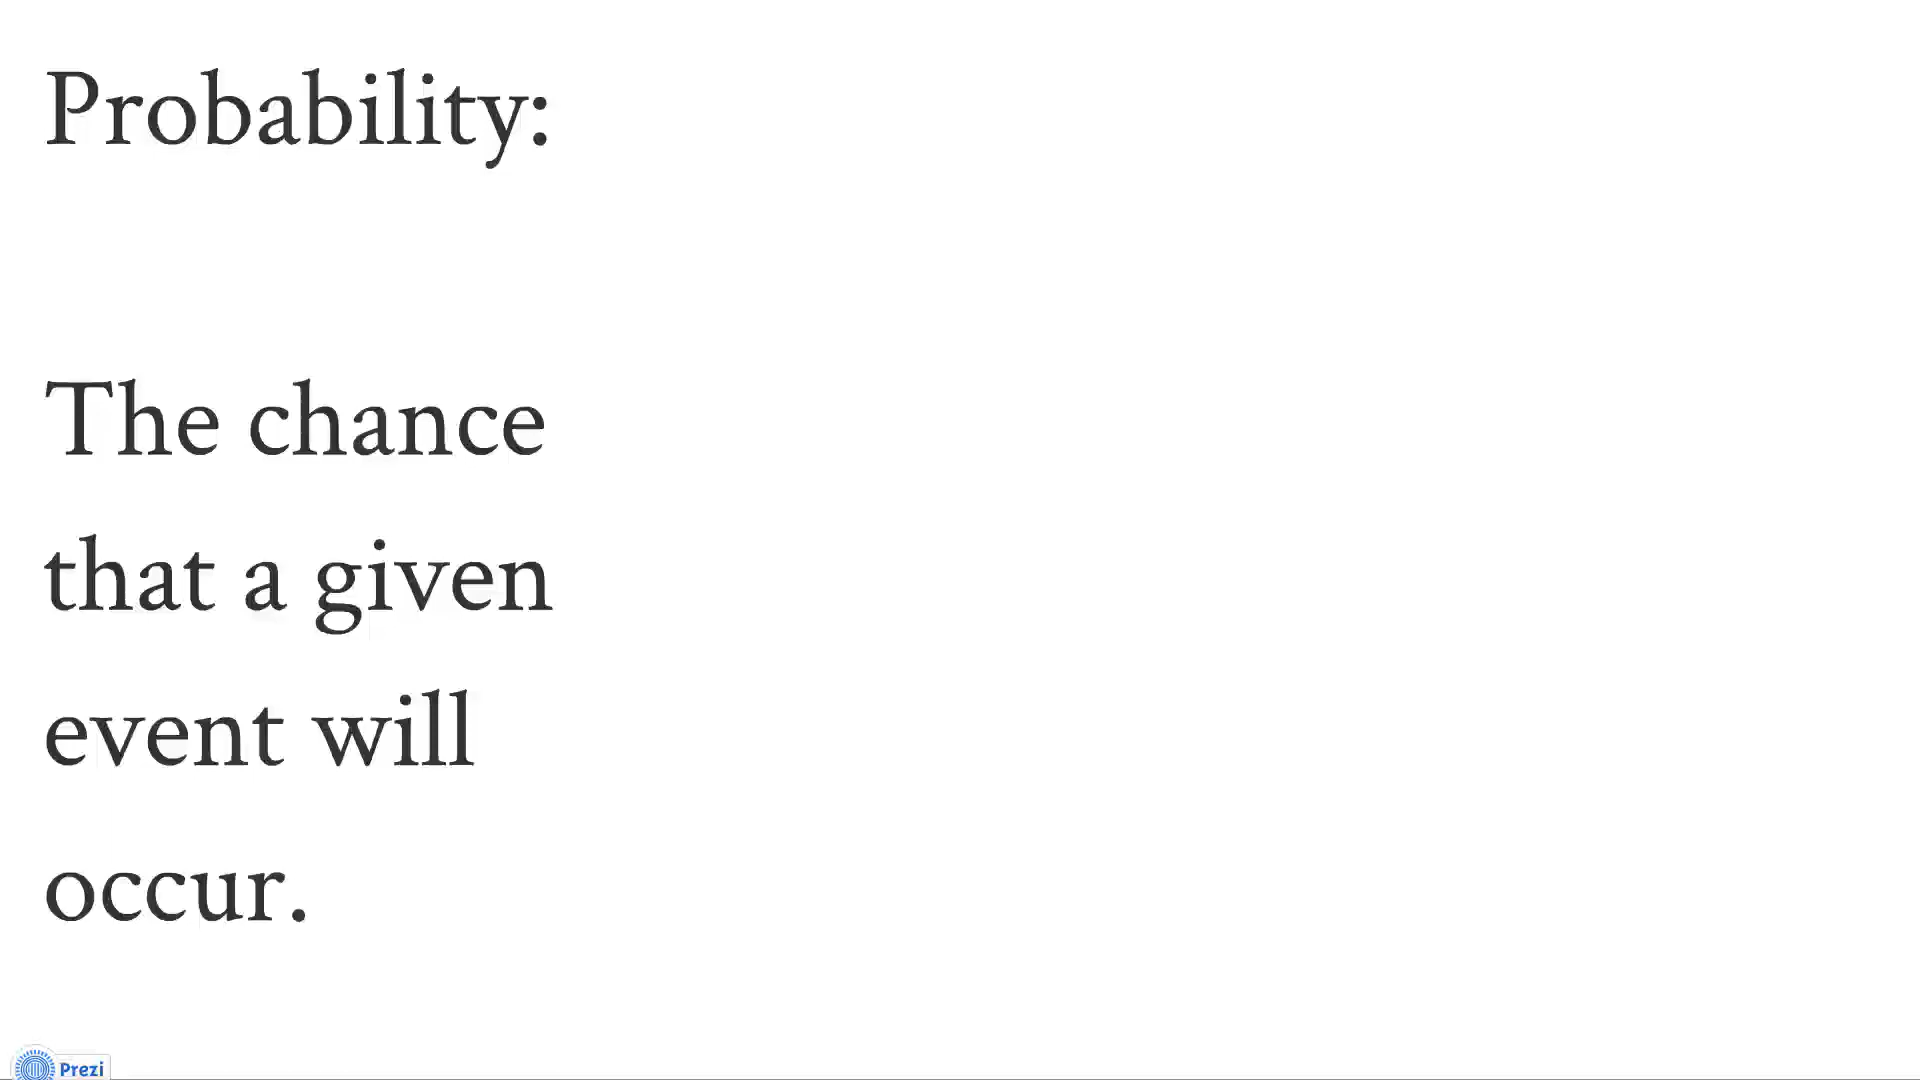 Probability:
The chance
that a given
event will
occur.
Prezi